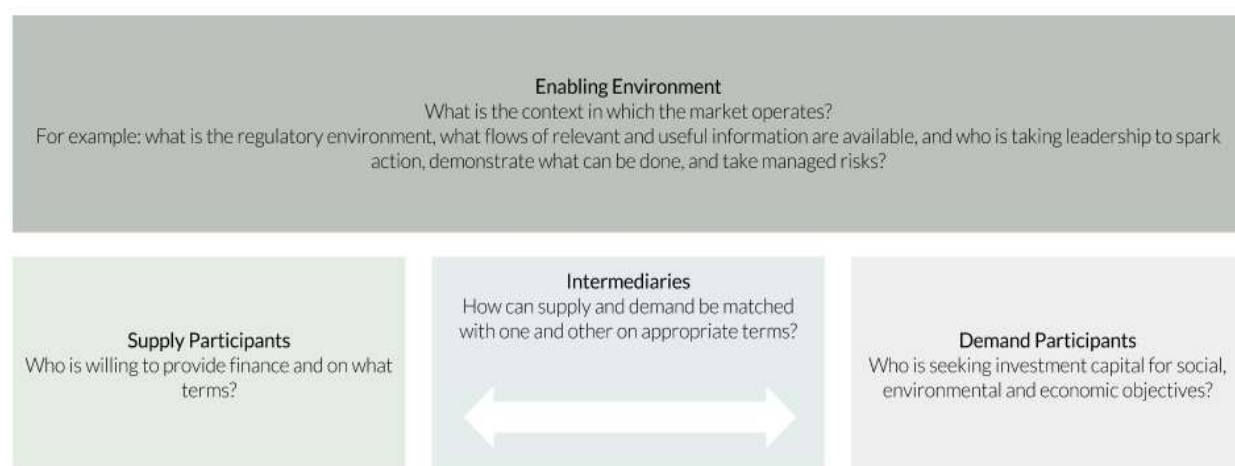 Enabling Environment
What is the context in which the market operates?
For example: what is the regulatory environment, what flows of relevant and useful information are available, and who is taking leadership to spark
action, demonstrate what can be done, and take managed risks?
Supply Participants
Who is willing to provide finance and on what
terms?
Intermediaries
How can supply and demand be matched
with one and other on appropriate terms?
Demand Participants
Who is seeking investment capital for social,
environmental and economic objectives?